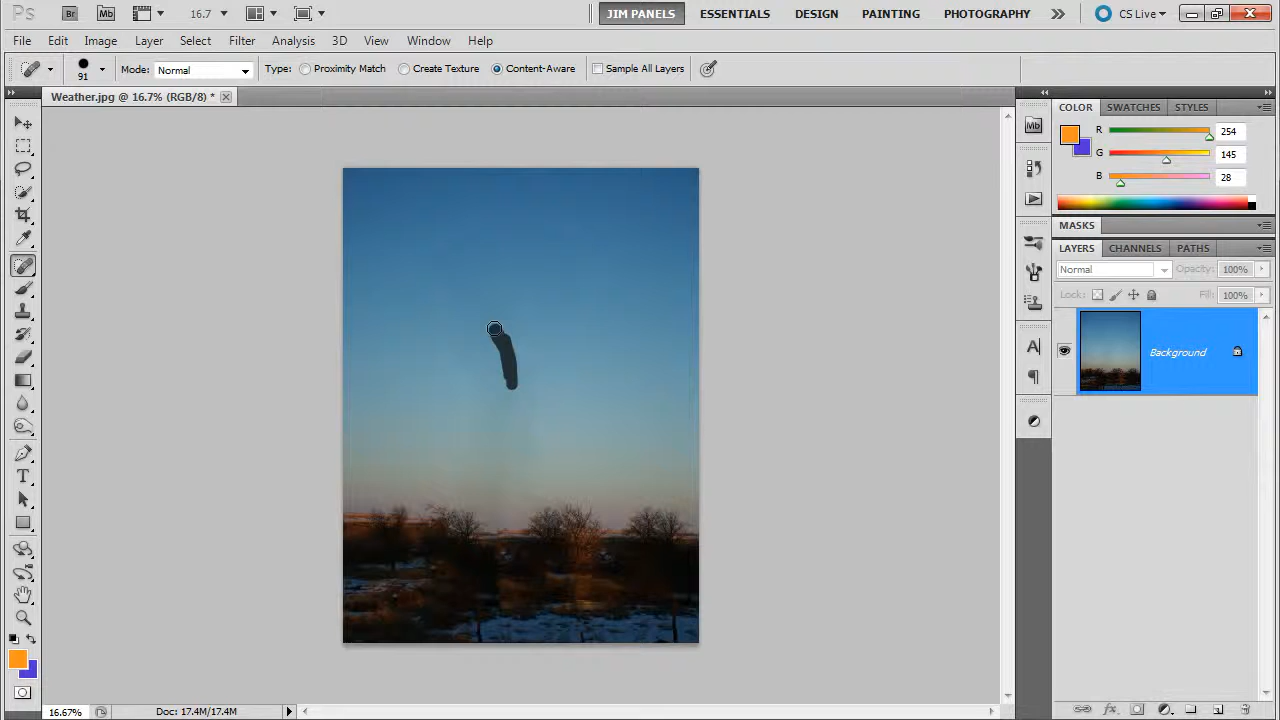 Ps Br Mb 16.7 JIM PANELS ESSENTIALS DESIGN PAINTING PHOTOGRAPHY CS Live
File Edit Image Layer Select Filter Analysis 3D View Window Help
91 Mode: Normal Type: Proximity Match Create Texture Content-Aware Sample All Layers
Weather.jpg @ 16.7% (RGB/8) *
COLOR SWATCHES STYLES
Mb
R 254
G 145
B 28
MASKS
LAYERS CHANNELS PATHS
Normal Opacity: 100%
Lock: Fill: 100%
A
Background
T
16.67% Doc: 17.4M/17.4M